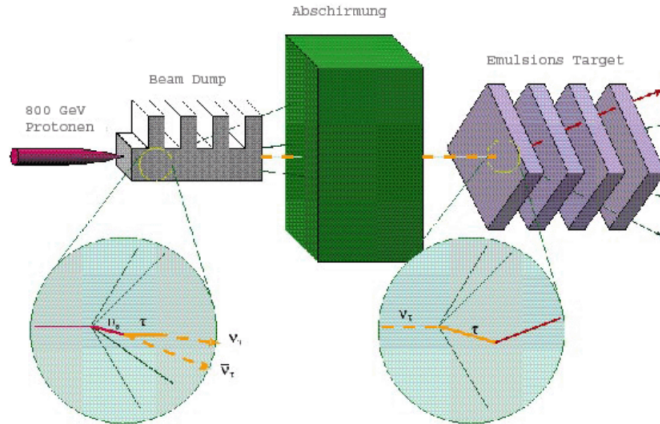 Abschirmung
Emulsions Target
Beam Dump
800 GeV
Protonen
τ
ν̄τ
ντ
τ